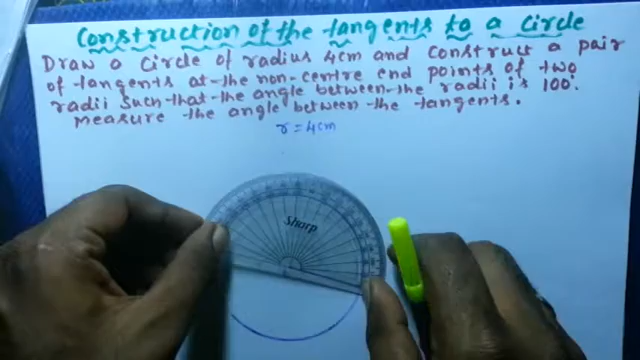 Construction of the tangents to a circle
Draw a circle of radius 4cm and construct a pair
of tangents at the non-centre end points of two
radii such that the angle between the radii is 100°.
Measure the angle between the tangents.
r = 4cm
Sharp